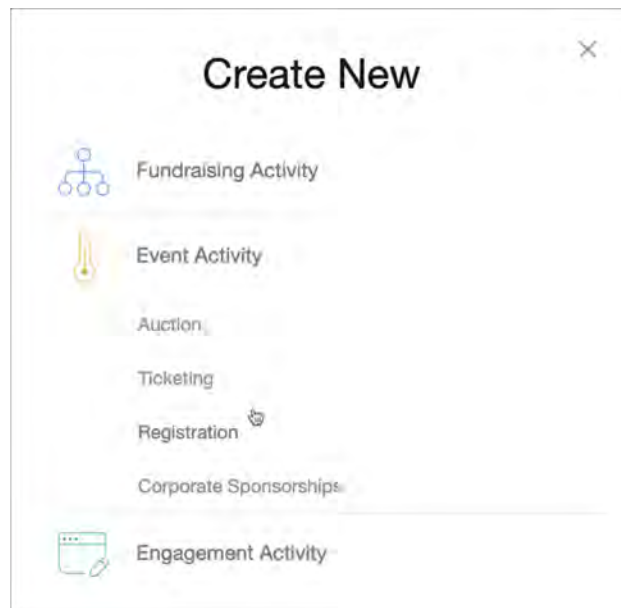 Create New
Fundraising Activity
Event Activity
Auction
Ticketing
Registration
Corporate Sponsorships
Engagement Activity